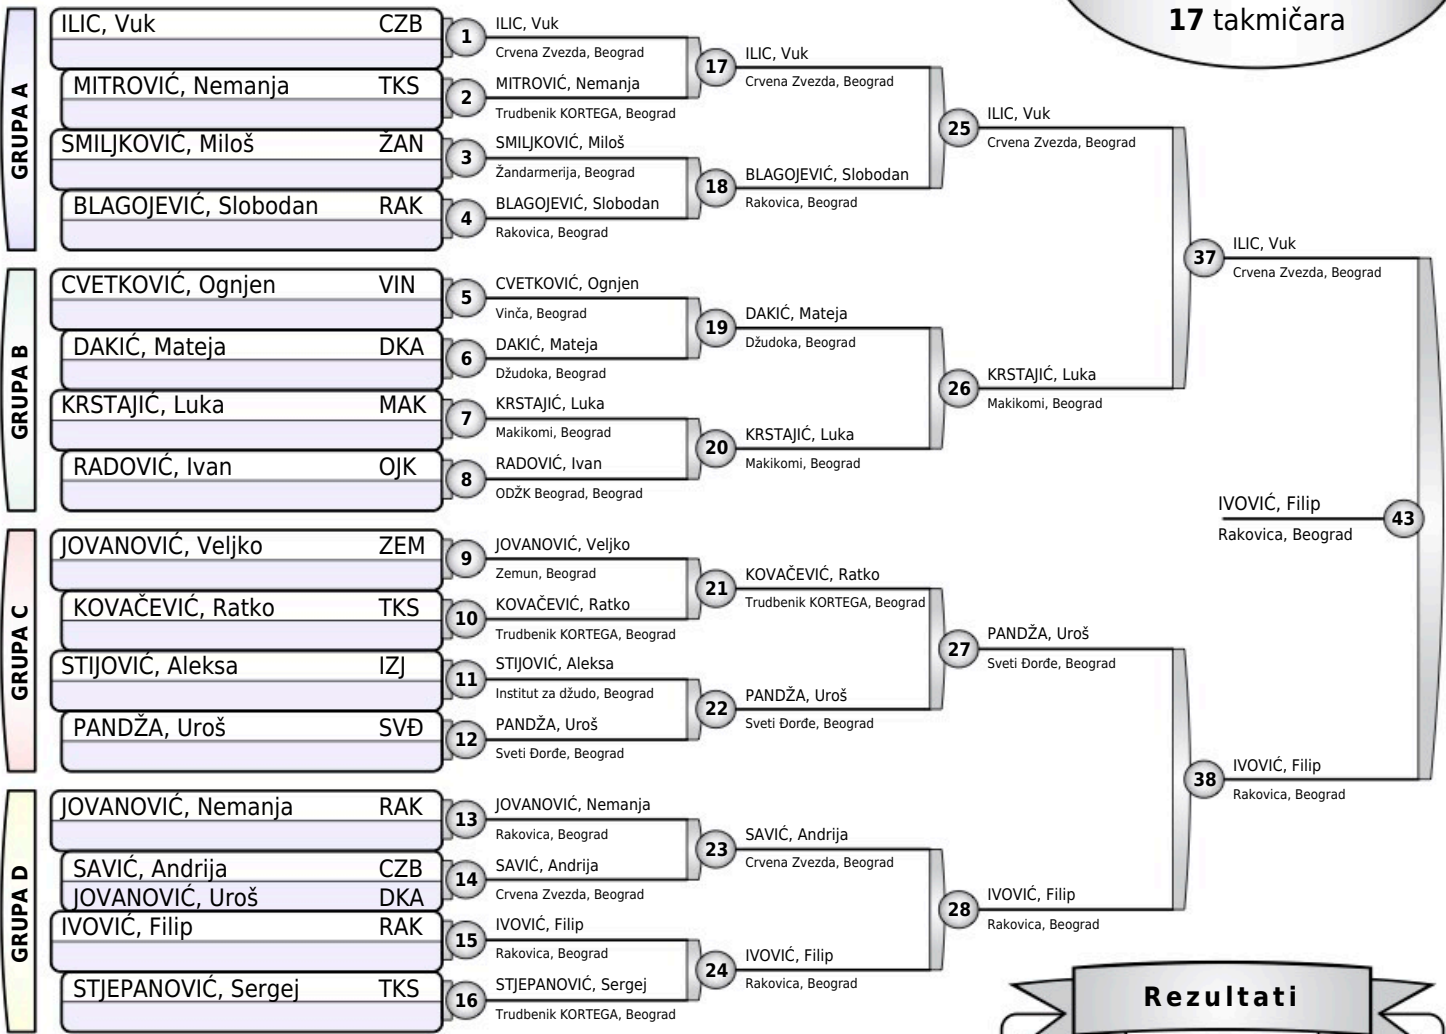 17 takmičara
GRUPA A
ILIC, Vuk CZB
MITROVIĆ, Nemanja TKS
SMILJKOVIĆ, Miloš ŽAN
BLAGOJEVIĆ, Slobodan RAK
GRUPA B
CVETKOVIĆ, Ognjen VIN
DAKIĆ, Mateja DKA
KRSTAJIĆ, Luka MAK
RADOVIĆ, Ivan OJK
GRUPA C
JOVANOVIĆ, Veljko ZEM
KOVAČEVIĆ, Ratko TKS
STIJOVIĆ, Aleksa IZJ
PANDŽA, Uroš SVĐ
GRUPA D
JOVANOVIĆ, Nemanja RAK
SAVIĆ, Andrija CZB
JOVANOVIĆ, Uroš DKA
IVOVIĆ, Filip RAK
STJEPANOVIĆ, Sergej TKS
1 ILIC, Vuk
Crvena Zvezda, Beograd
2 MITROVIĆ, Nemanja
Trudbenik KORTEGA, Beograd
3 SMILJKOVIĆ, Miloš
Žandarmerija, Beograd
4 BLAGOJEVIĆ, Slobodan
Rakovica, Beograd
5 CVETKOVIĆ, Ognjen
Vinča, Beograd
6 DAKIĆ, Mateja
Džudoka, Beograd
7 KRSTAJIĆ, Luka
Makikomi, Beograd
8 RADOVIĆ, Ivan
ODŽK Beograd, Beograd
9 JOVANOVIĆ, Veljko
Zemun, Beograd
10 KOVAČEVIĆ, Ratko
Trudbenik KORTEGA, Beograd
11 STIJOVIĆ, Aleksa
Institut za džudo, Beograd
12 PANDŽA, Uroš
Sveti Đorđe, Beograd
13 JOVANOVIĆ, Nemanja
Rakovica, Beograd
14 SAVIĆ, Andrija
Crvena Zvezda, Beograd
15 IVOVIĆ, Filip
Rakovica, Beograd
16 STJEPANOVIĆ, Sergej
Trudbenik KORTEGA, Beograd
17 ILIC, Vuk
Crvena Zvezda, Beograd
18 BLAGOJEVIĆ, Slobodan
Rakovica, Beograd
19 DAKIĆ, Mateja
Džudoka, Beograd
20 KRSTAJIĆ, Luka
Makikomi, Beograd
21 KOVAČEVIĆ, Ratko
Trudbenik KORTEGA, Beograd
22 PANDŽA, Uroš
Sveti Đorđe, Beograd
23 SAVIĆ, Andrija
Crvena Zvezda, Beograd
24 IVOVIĆ, Filip
Rakovica, Beograd
25 ILIC, Vuk
Crvena Zvezda, Beograd
26 KRSTAJIĆ, Luka
Makikomi, Beograd
27 PANDŽA, Uroš
Sveti Đorđe, Beograd
28 IVOVIĆ, Filip
Rakovica, Beograd
37 ILIC, Vuk
Crvena Zvezda, Beograd
38 IVOVIĆ, Filip
Rakovica, Beograd
IVOVIĆ, Filip 43
Rakovica, Beograd
Rezultati